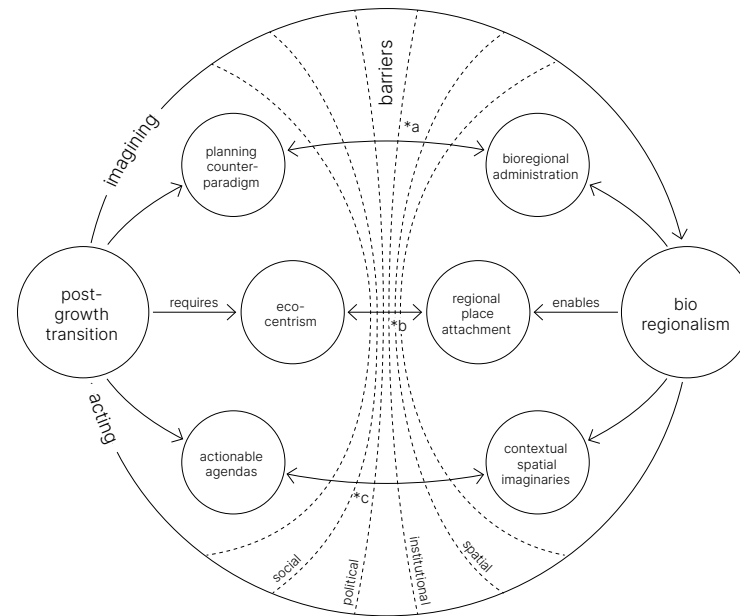 imagining
barriers
*a
planning
counter-
paradigm
bioregional
administration
post-
growth
transition
requires
eco-
centrism
*b
regional
place
attachment
enables
bio
regionalism
acting
actionable
agendas
*c
contextual
spatial
imaginaries
social
political
institutional
spatial